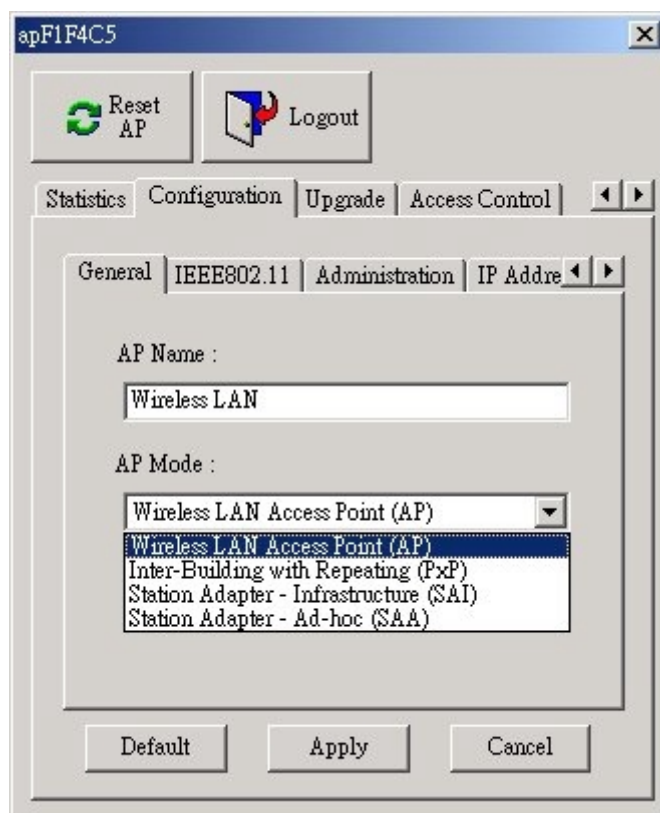 apF1F4C5
Reset
AP
Logout
Statistics Configuration Upgrade Access Control
General IEEE802.11 Administration IP Addre
AP Name :
Wireless LAN
AP Mode :
Wireless LAN Access Point (AP)
Wireless LAN Access Point (AP)
Inter-Building with Repeating (PxP)
Station Adapter - Infrastructure (SAI)
Station Adapter - Ad-hoc (SAA)
Default Apply Cancel